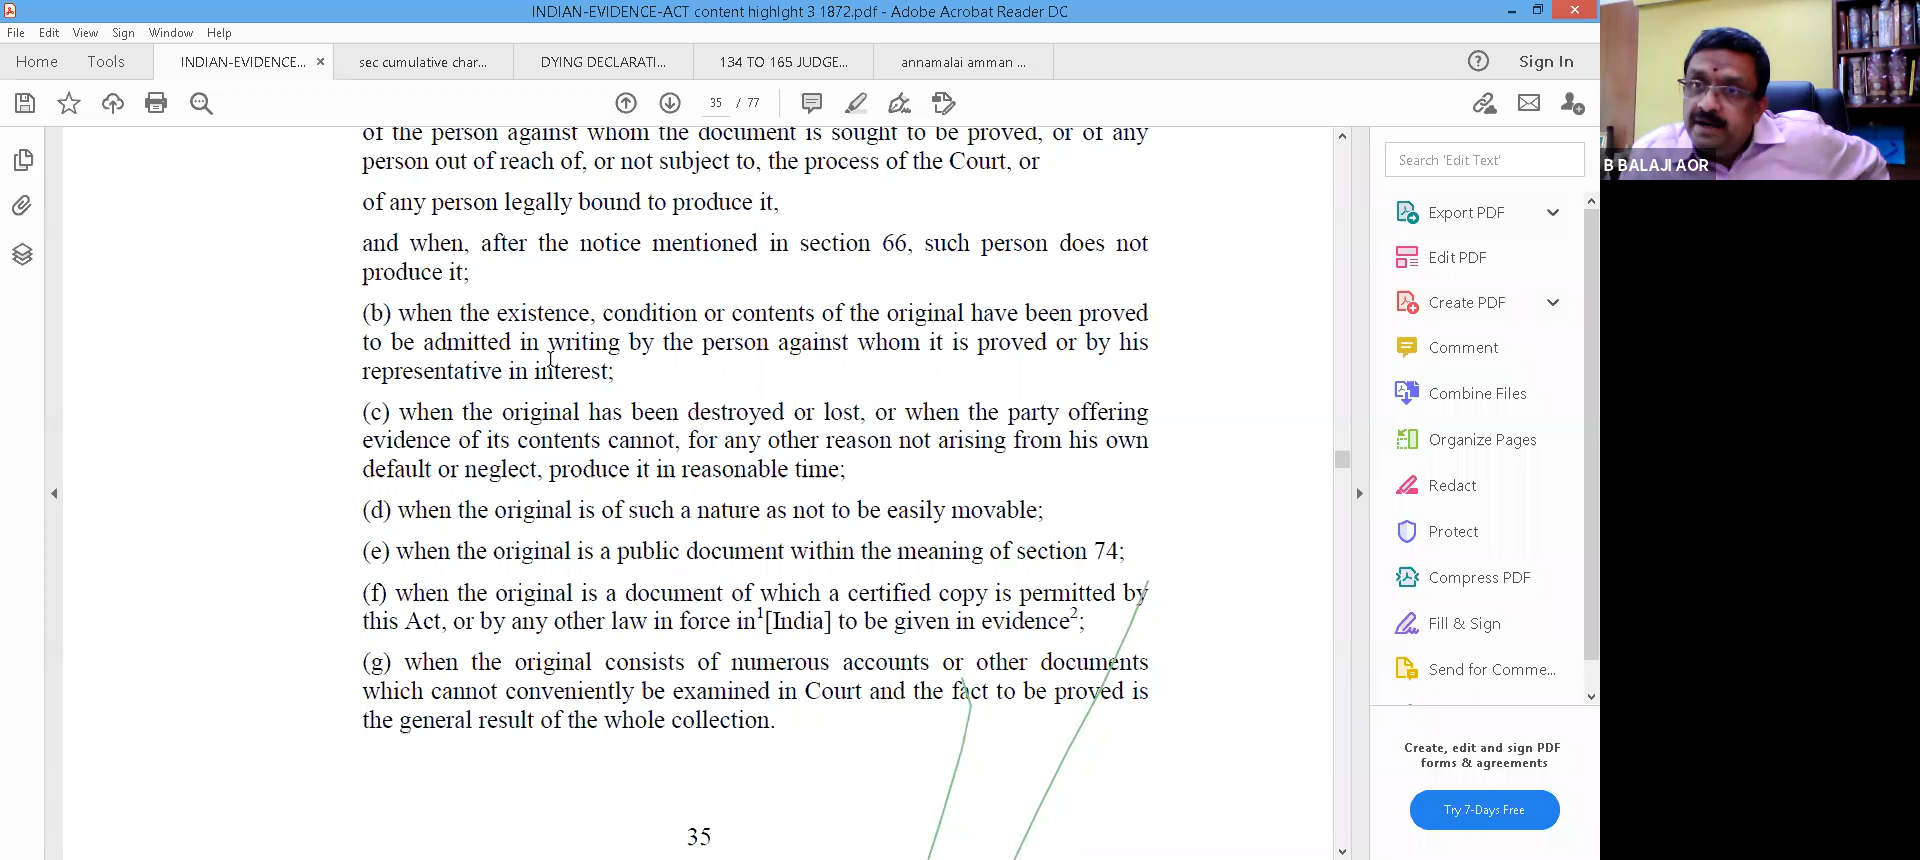 INDIAN-EVIDENCE-ACT content highlght 3 1872.pdf - Adobe Acrobat Reader DC
File Edit View Sign Window Help
Home Tools INDIAN-EVIDENCE... × sec cumulative char... DYING DECLARATI... 134 TO 165 JUDGE... annamalai amman ... Sign In
35 / 77
of the person against whom the document is sought to be proved, or of any
person out of reach of, or not subject to, the process of the Court, or
of any person legally bound to produce it,
and when, after the notice mentioned in section 66, such person does not
produce it;
(b) when the existence, condition or contents of the original have been proved
to be admitted in writing by the person against whom it is proved or by his
representative in interest;
(c) when the original has been destroyed or lost, or when the party offering
evidence of its contents cannot, for any other reason not arising from his own
default or neglect, produce it in reasonable time;
(d) when the original is of such a nature as not to be easily movable;
(e) when the original is a public document within the meaning of section 74;
(f) when the original is a document of which a certified copy is permitted by
this Act, or by any other law in force in¹[India] to be given in evidence²;
(g) when the original consists of numerous accounts or other documents
which cannot conveniently be examined in Court and the fact to be proved is
the general result of the whole collection.
35
Search 'Edit Text'
Export PDF
Edit PDF
Create PDF
Comment
Combine Files
Organize Pages
Redact
Protect
Compress PDF
Fill & Sign
Send for Comme...
Create, edit and sign PDF
forms & agreements
Try 7-Days Free
B BALAJI AOR